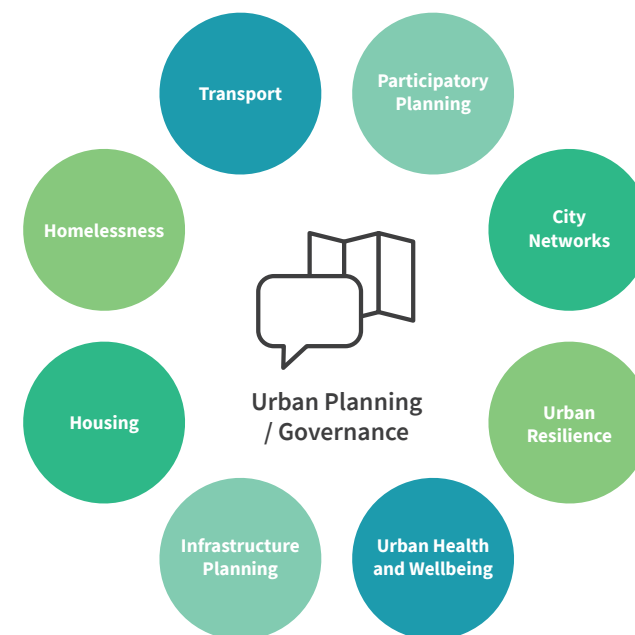 Transport
Participatory
Planning
Homelessness
City
Networks
Urban Planning
/ Governance
Housing
Urban
Resilience
Infrastructure
Planning
Urban Health
and Wellbeing